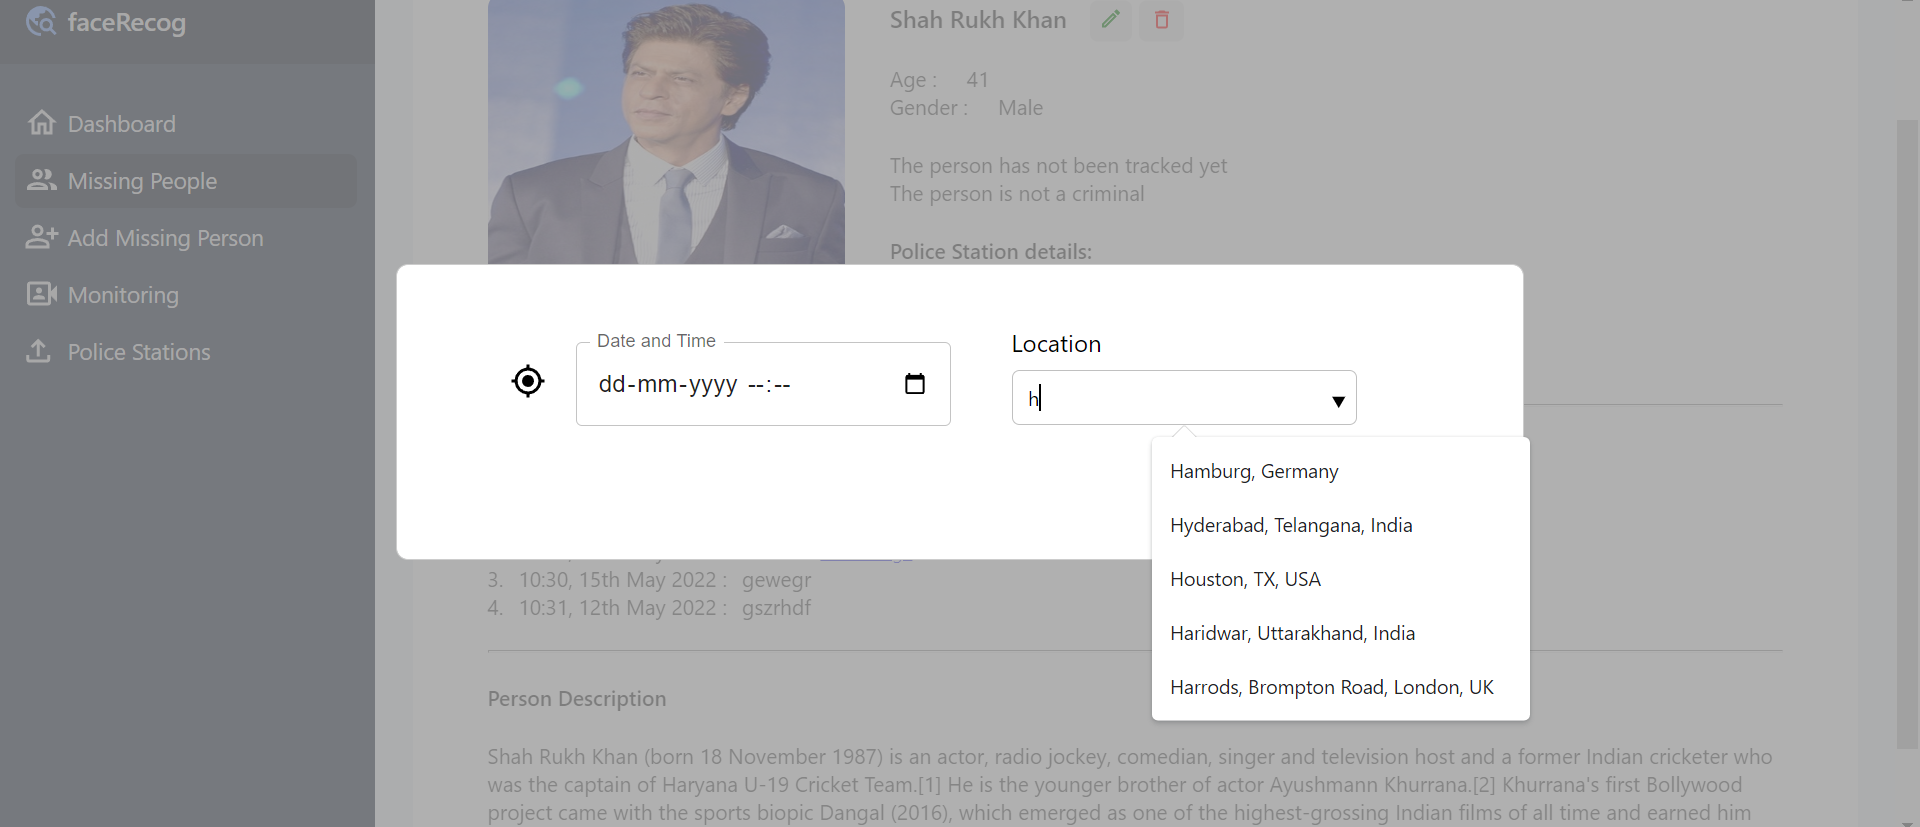 faceRecog
Dashboard
Missing People
Add Missing Person
Monitoring
Police Stations
Shah Rukh Khan
Age : 41
Gender : Male
The person has not been tracked yet
The person is not a criminal
Police Station details:
Date and Time
dd-mm-yyyy --:--
Location
h
Hamburg, Germany
Hyderabad, Telangana, India
Houston, TX, USA
Haridwar, Uttarakhand, India
Harrods, Brompton Road, London, UK
3. 10:30, 15th May 2022 : gewegr
4. 10:31, 12th May 2022 : gszrhdf
Person Description
Shah Rukh Khan (born 18 November 1987) is an actor, radio jockey, comedian, singer and television host and a former Indian cricketer who
was the captain of Haryana U-19 Cricket Team.[1] He is the younger brother of actor Ayushmann Khurrana.[2] Khurrana's first Bollywood
project came with the sports biopic Dangal (2016), which emerged as one of the highest-grossing Indian films of all time and earned him